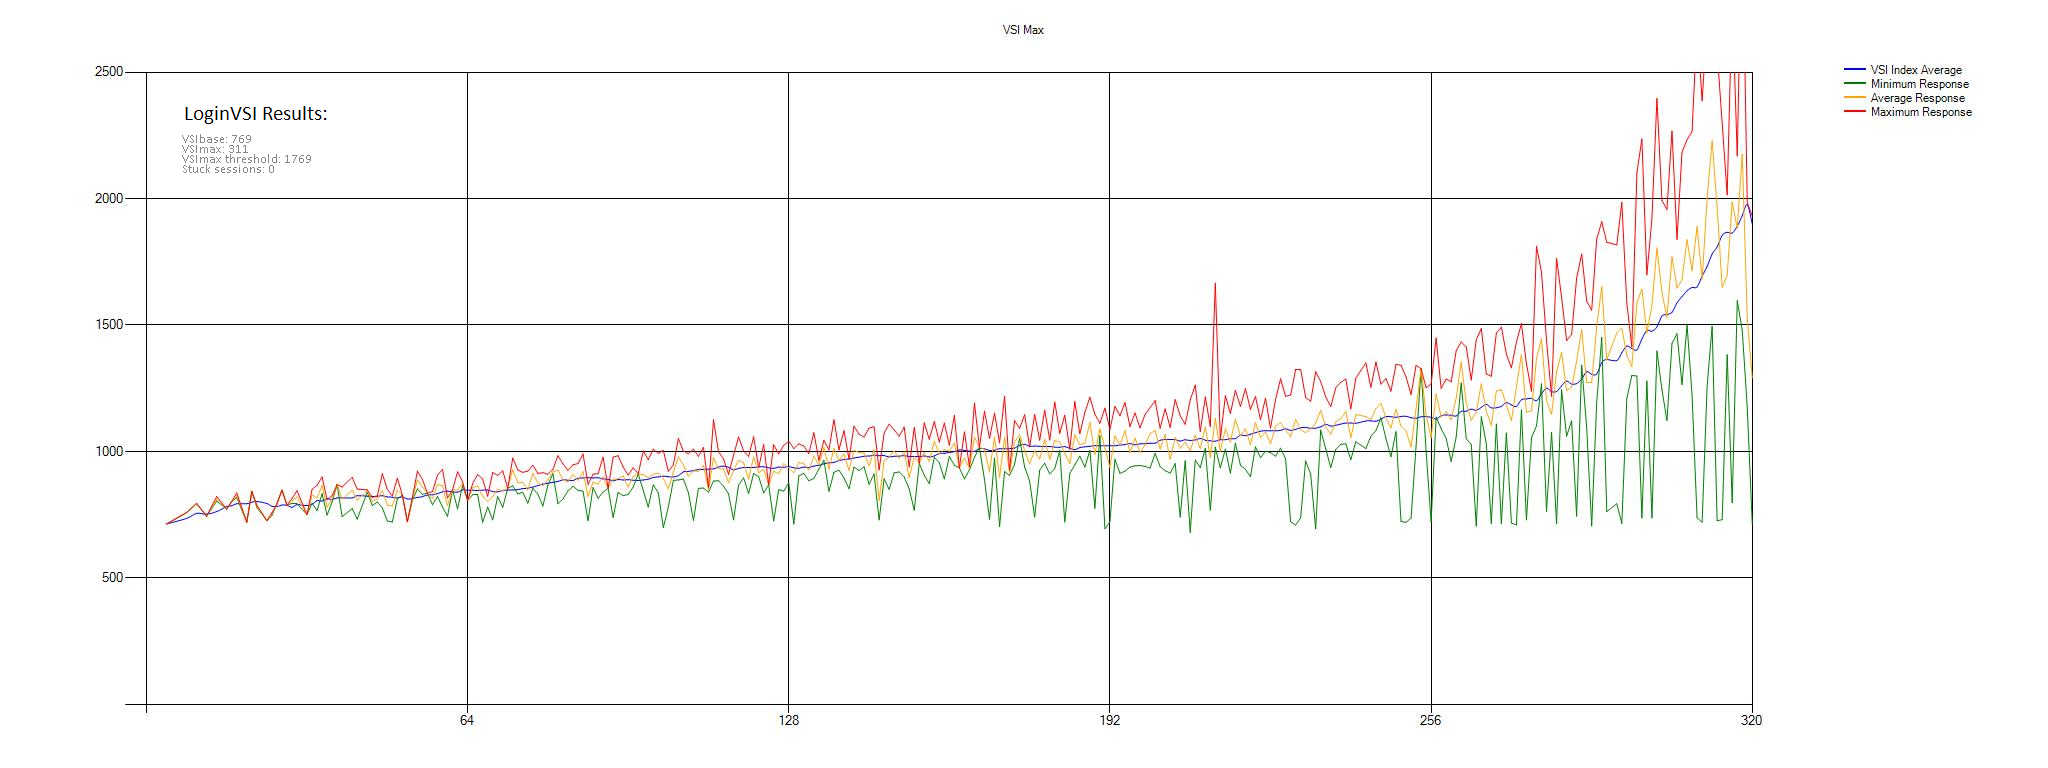 VSI Max
2500
2000
1500
1000
500
64
128
192
256
320
LoginVSI Results:
VSIbase: 769
VSImax: 311
VSImax threshold: 1769
Stuck sessions: 0
VSI Index Average
Minimum Response
Average Response
Maximum Response